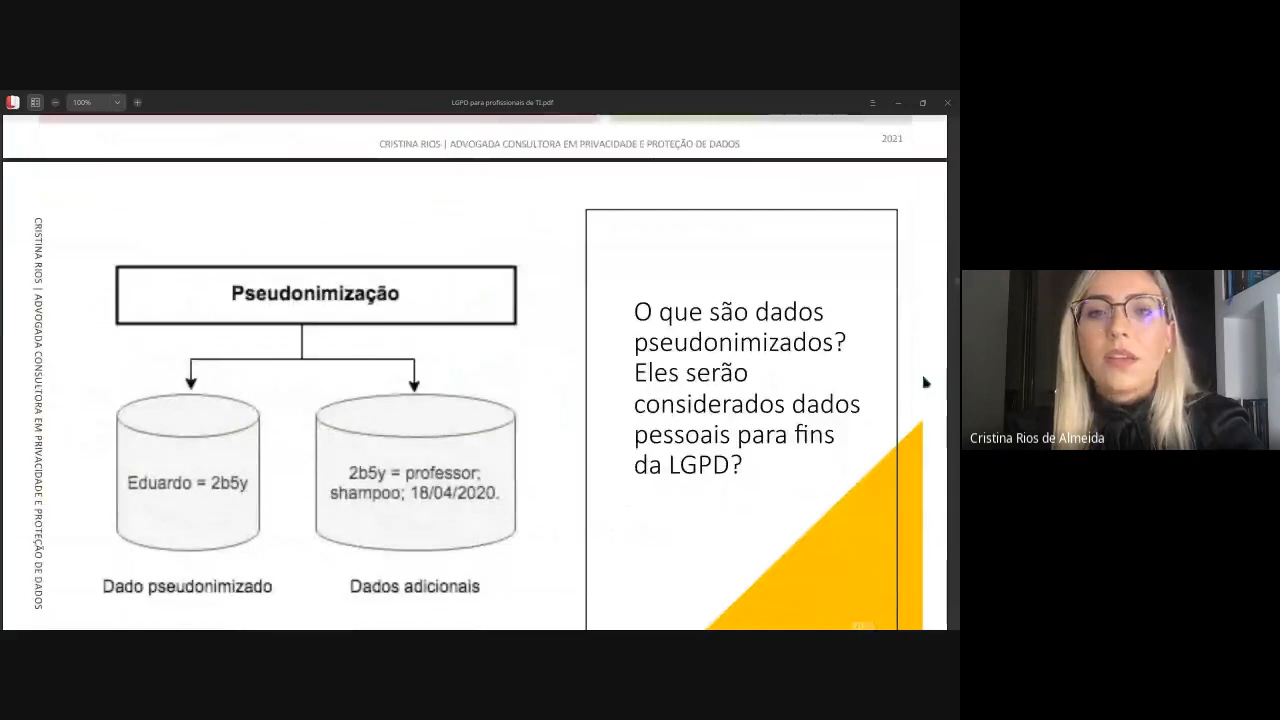 100%
LGPD para profissionais de TI.pdf
CRISTINA RIOS | ADVOGADA CONSULTORA EM PRIVACIDADE E PROTEÇÃO DE DADOS
2021
CRISTINA RIOS | ADVOGADA CONSULTORA EM PRIVACIDADE E PROTEÇÃO DE DADOS
Pseudonimização
Eduardo = 2b5y
2b5y = professor;
shampoo; 18/04/2020.
Dado pseudonimizado
Dados adicionais
O que são dados
pseudonimizados?
Eles serão
considerados dados
pessoais para fins
da LGPD?
Cristina Rios de Almeida